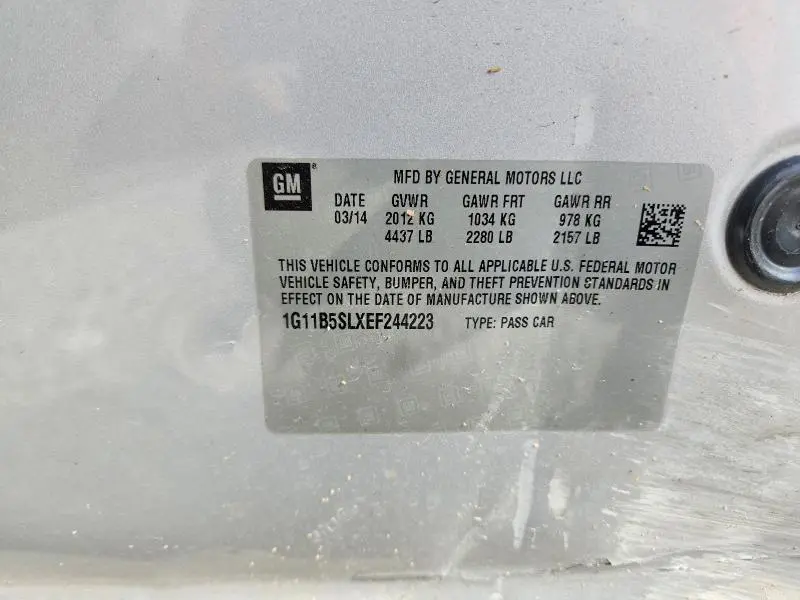 GM
MFD BY GENERAL MOTORS LLC
DATE GVWR GAWR FRT GAWR RR
03/14 2012 KG 1034 KG 978 KG
4437 LB 2280 LB 2157 LB
THIS VEHICLE CONFORMS TO ALL APPLICABLE U.S. FEDERAL MOTOR
VEHICLE SAFETY, BUMPER, AND THEFT PREVENTION STANDARDS IN
EFFECT ON THE DATE OF MANUFACTURE SHOWN ABOVE.
1G11B5SLXEF244223 TYPE: PASS CAR